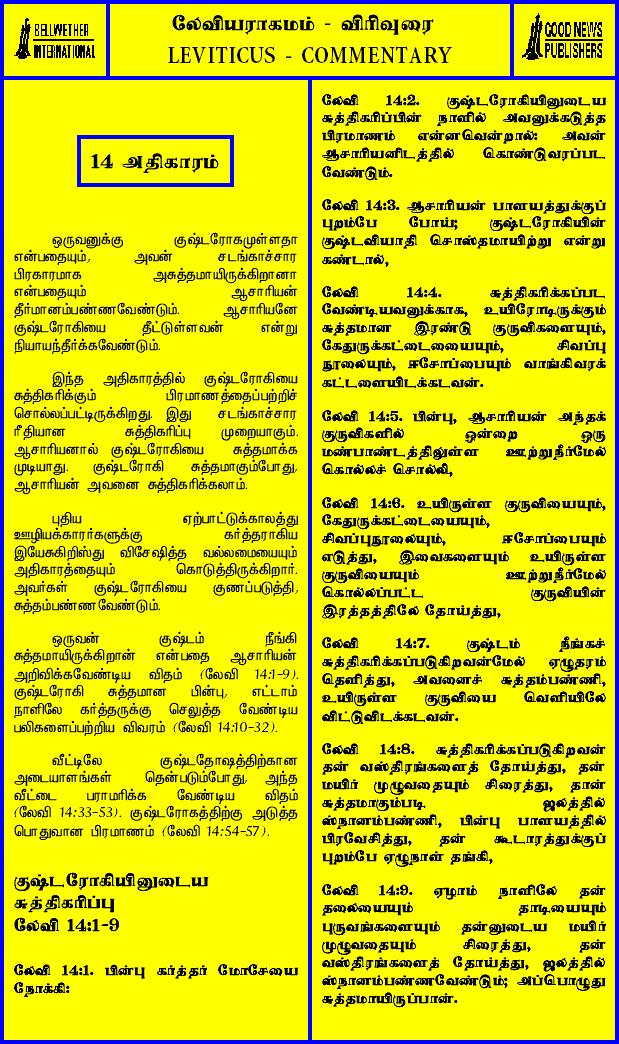 BELLWETHER
INTERNATIONAL
லேவியராகமம் - விரிவுரை
LEVITICUS - COMMENTARY
GOOD NEWS
PUBLISHERS
14 அதிகாரம்
ஒருவனுக்கு குஷ்டரோகமுள்ளதா
என்பதையும், அவன் சடங்காச்சார
பிரகாரமாக அசுத்தமாயிருக்கிறானா
என்பதையும் ஆசாரியன்
தீர்மானம்பண்ணவேண்டும். ஆசாரியனே
குஷ்டரோகியை தீட்டுள்ளவன் என்று
நியாயந்தீர்க்கவேண்டும்.
இந்த அதிகாரத்தில் குஷ்டரோகியை
சுத்திகரிக்கும் பிரமாணத்தைப்பற்றிச்
சொல்லப்பட்டிருக்கிறது. இது சடங்காச்சார
ரீதியான சுத்திகரிப்பு முறையாகும்.
ஆசாரியனால் குஷ்டரோகியை சுத்தமாக்க
முடியாது. குஷ்டரோகி சுத்தமாகும்போது,
ஆசாரியன் அவனை சுத்திகரிக்கலாம்.
புதிய ஏற்பாட்டுக்காலத்து
ஊழியக்காரர்களுக்கு கர்த்தராகிய
இயேசுகிறிஸ்து விசேஷித்த வல்லமையையும்
அதிகாரத்தையும் கொடுத்திருக்கிறார்.
அவர்கள் குஷ்டரோகியை குணப்படுத்தி,
சுத்தம்பண்ணவேண்டும்.
ஒருவன் குஷ்டம் நீங்கி
சுத்தமாயிருக்கிறான் என்பதை ஆசாரியன்
அறிவிக்கவேண்டிய விதம் (லேவி 14:1-9).
குஷ்டரோகி சுத்தமான பின்பு, எட்டாம்
நாளிலே கர்த்தருக்கு செலுத்த வேண்டிய
பலிகளைப்பற்றிய விவரம் (லேவி 14:10-32).
வீட்டிலே குஷ்டதோஷத்திற்கான
அடையாளங்கள் தென்படும்போது, அந்த
வீட்டை பராமரிக்க வேண்டிய விதம்
(லேவி 14:33-53). குஷ்டரோகத்திற்கு அடுத்த
பொதுவான பிரமாணம் (லேவி 14:54-57).
குஷ்டரோகியினுடைய
சுத்திகரிப்பு
லேவி 14:1-9
லேவி 14:1. பின்பு கர்த்தர் மோசேயை
நோக்கி:
லேவி 14:2. குஷ்டரோகியினுடைய
சுத்திகரிப்பின் நாளில் அவனுக்கடுத்த
பிரமாணம் என்னவென்றால்: அவன்
ஆசாரியனிடத்தில் கொண்டுவரப்பட
வேண்டும்.
லேவி 14:3. ஆசாரியன் பாளயத்துக்குப்
புறம்பே போய்; குஷ்டரோகியின்
குஷ்டவியாதி சொஸ்தமாயிற்று என்று
கண்டால்,
லேவி 14:4. சுத்திகரிக்கப்பட
வேண்டியவனுக்காக, உயிரோடிருக்கும்
சுத்தமான இரண்டு குருவிகளையும்,
கேதுருக்கட்டைையையும், சிவப்பு
நூலையும், ஈசோப்பையும் வாங்கிவரக்
கட்டளையிடக்கடவன்.
லேவி 14:5. பின்பு, ஆசாரியன் அந்தக்
குருவிகளில் ஒன்றை ஒரு
மண்பாண்டத்திலுள்ள ஊற்றுநீர்மேல்
கொல்லச் சொல்லி,
லேவி 14:6. உயிருள்ள குருவியையும்,
கேதுருக்கட்டையையும்,
சிவப்புநூலையும், ஈசோப்பையும்
எடுத்து, இவைகளையும் உயிருள்ள
குருவியையும் ஊற்றுநீர்மேல்
கொல்லப்பட்ட குருவியின்
இரத்தத்திலே தோய்த்து,
லேவி 14:7. குஷ்டம் நீங்கச்
சுத்திகரிக்கப்படுகிறவன்மேல் ஏழுதரம்
தெளித்து, அவனைச் சுத்தம்பண்ணி,
உயிருள்ள குருவியை வெளியிலே
விட்டுவிடக்கடவன்.
லேவி 14:8. சுத்திகரிக்கப்படுகிறவன்
தன் வஸ்திரங்களைத் தோய்த்து, தன்
மயிர் முழுவதையும் சிரைத்து, தான்
சுத்தமாகும்படி ஜலத்தில்
ஸ்நானம்பண்ணி, பின்பு பாளயத்தில்
பிரவேசித்து, தன் கூடாரத்துக்குப்
புறம்பே ஏழுநாள் தங்கி,
லேவி 14:9. ஏழாம் நாளிலே தன்
தலையையும் தாடியையும்
புருவங்களையும் தன்னுடைய மயிர்
முழுவதையும் சிரைத்து, தன்
வஸ்திரங்களைத் தோய்த்து, ஜலத்தில்
ஸ்நானம்பண்ணவேண்டும்; அப்பொழுது
சுத்தமாயிருப்பான்.